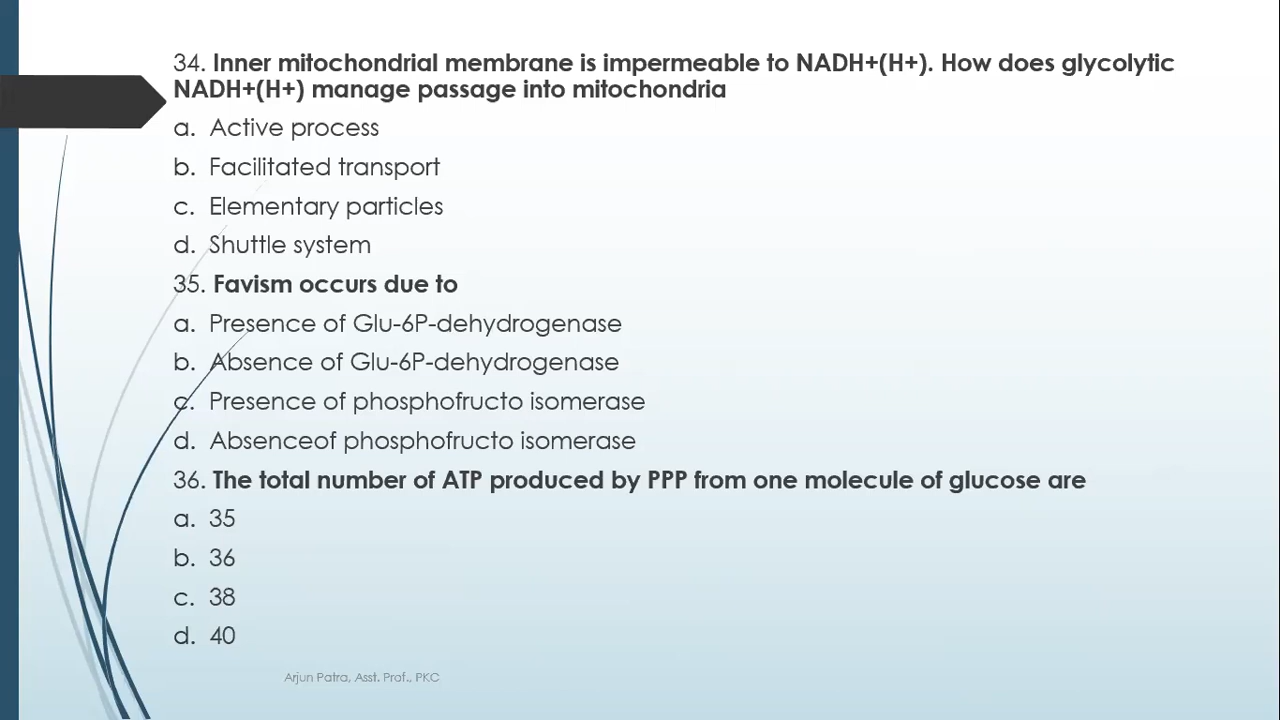 34. Inner mitochondrial membrane is impermeable to NADH+(H+). How does glycolytic
NADH+(H+) manage passage into mitochondria
a. Active process
b. Facilitated transport
c. Elementary particles
d. Shuttle system
35. Favism occurs due to
a. Presence of Glu-6P-dehydrogenase
b. Absence of Glu-6P-dehydrogenase
c. Presence of phosphofructo isomerase
d. Absenceof phosphofructo isomerase
36. The total number of ATP produced by PPP from one molecule of glucose are
a. 35
b. 36
c. 38
d. 40
Arjun Patra, Asst. Prof., PKC